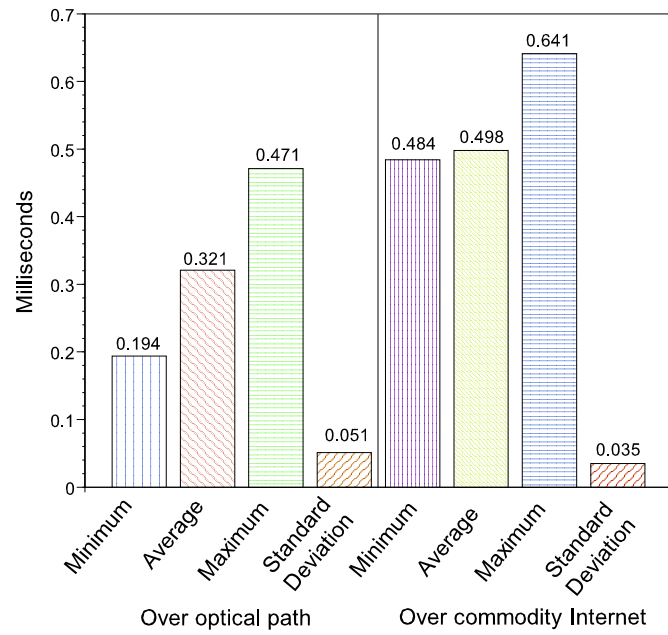 Milliseconds
0.7
0.6
0.5
0.4
0.3
0.2
0.1
0
0.194
0.321
0.471
0.051
0.484
0.498
0.641
0.035
Minimum
Average
Maximum
Standard
Deviation
Minimum
Average
Maximum
Standard
Deviation
Over optical path
Over commodity Internet